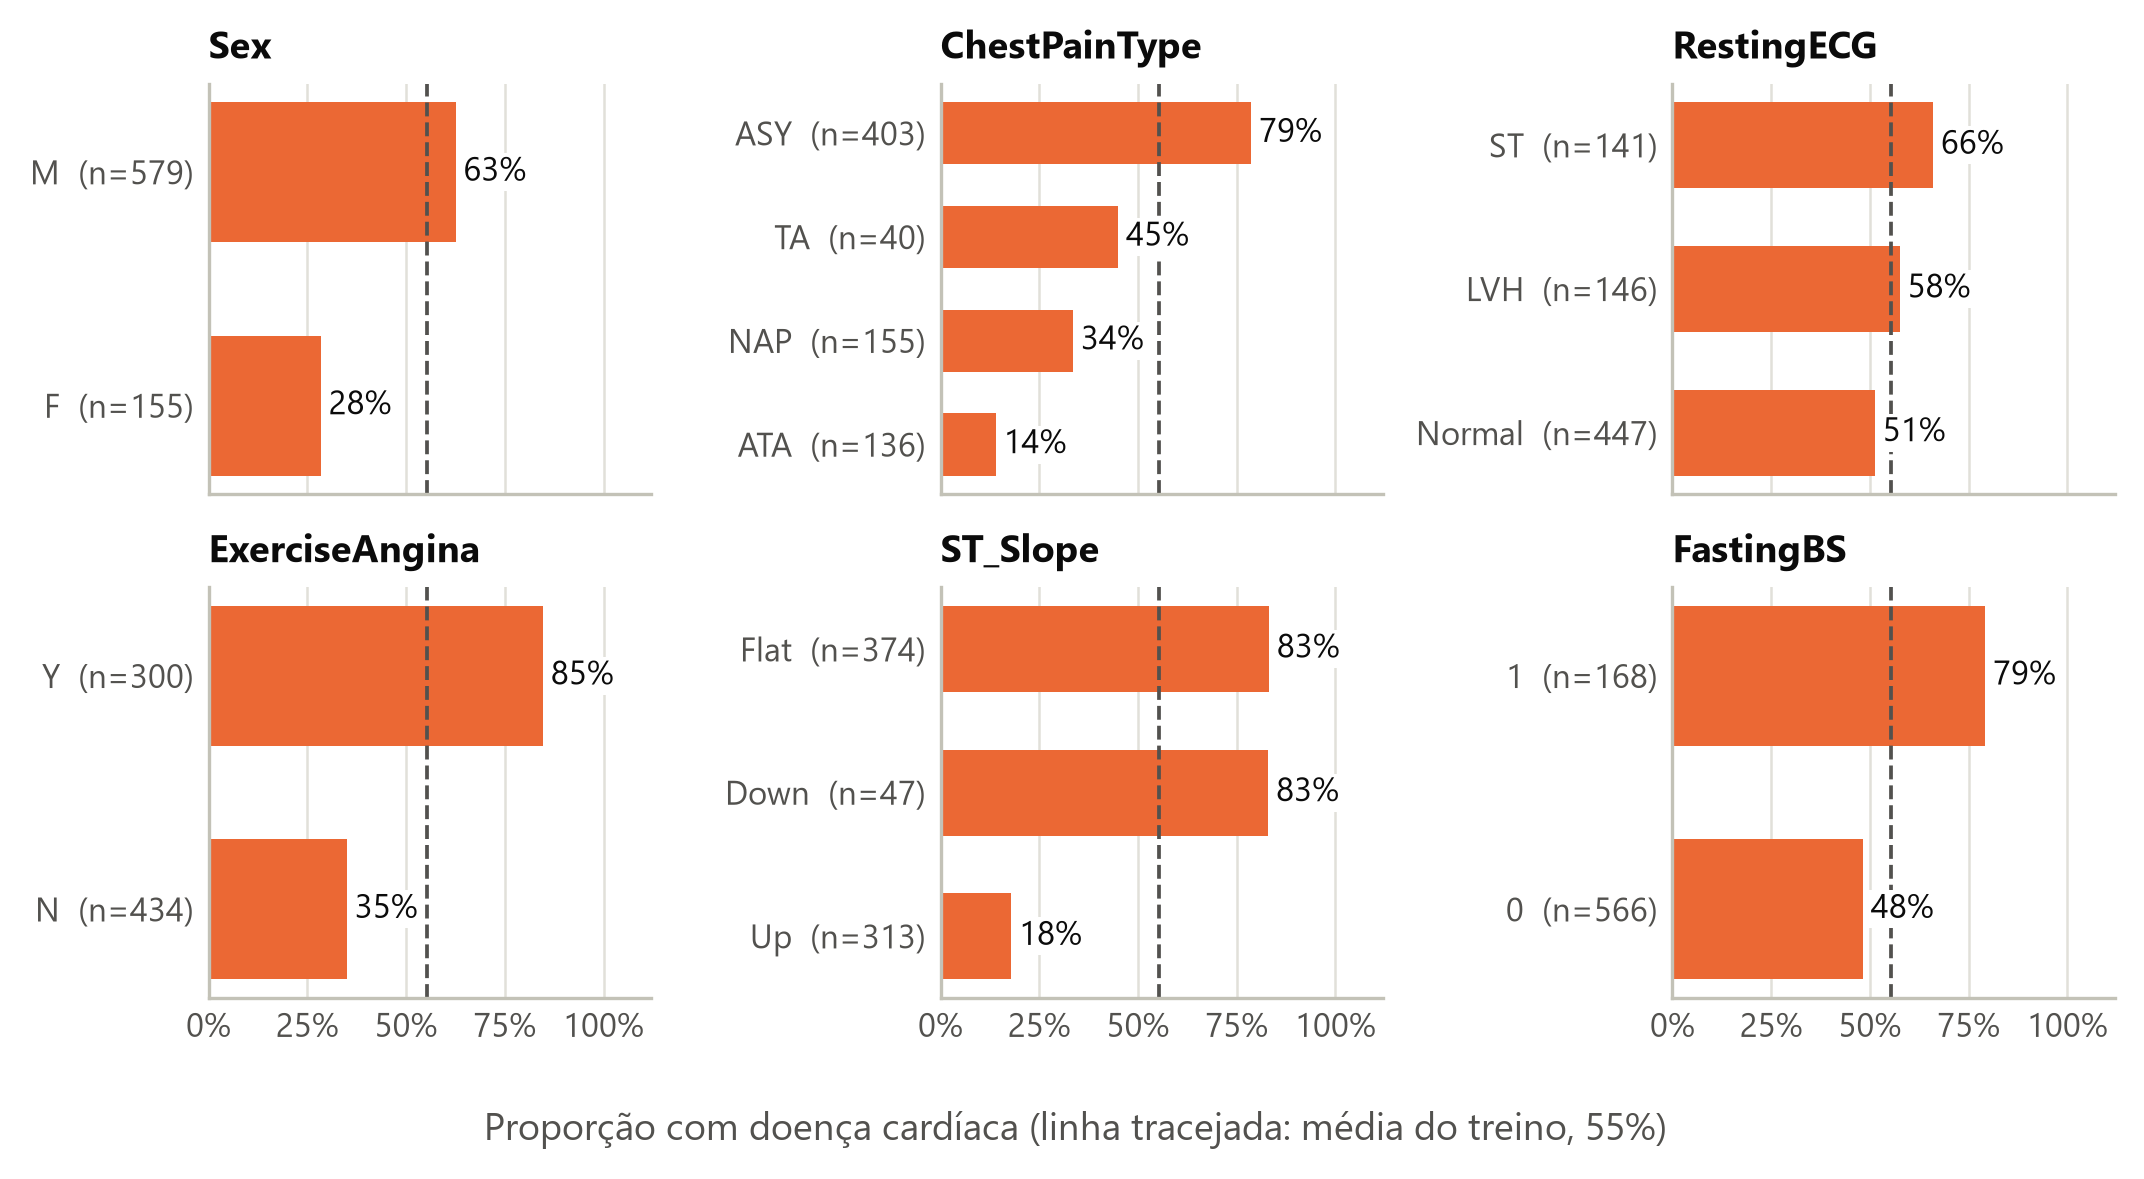 Sex
M (n=579)
63%
F (n=155)
28%
ChestPainType
ASY (n=403)
79%
TA (n=40)
45%
NAP (n=155)
34%
ATA (n=136)
14%
RestingECG
ST (n=141)
66%
LVH (n=146)
58%
Normal (n=447)
51%
ExerciseAngina
Y (n=300)
85%
N (n=434)
35%
0% 25% 50% 75% 100%
ST_Slope
Flat (n=374)
83%
Down (n=47)
83%
Up (n=313)
18%
0% 25% 50% 75% 100%
FastingBS
1 (n=168)
79%
0 (n=566)
48%
0% 25% 50% 75% 100%
Proporção com doença cardíaca (linha tracejada: média do treino, 55%)